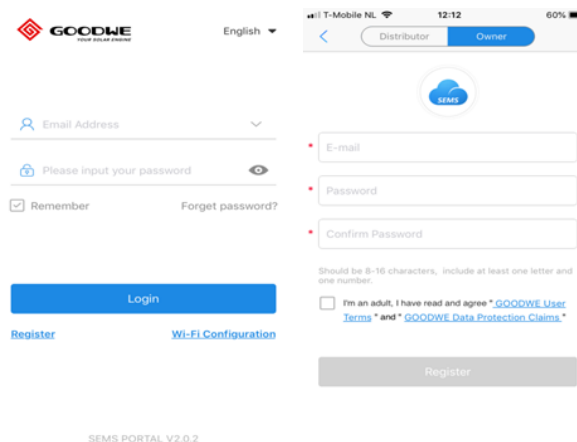 GOODWE
YOUR SOLAR ENGINE
English
Email Address
Please input your password
Remember
Forget password?
Login
Register
Wi-Fi Configuration
SEMS PORTAL V2.0.2
T-Mobile NL
12:12
60%
Distributor
Owner
SEMS
* E-mail
* Password
* Confirm Password
Should be 8-16 characters, include at least one letter and
one number.
I'm an adult, I have read and agree " GOODWE User
Terms " and " GOODWE Data Protection Claims "
Register